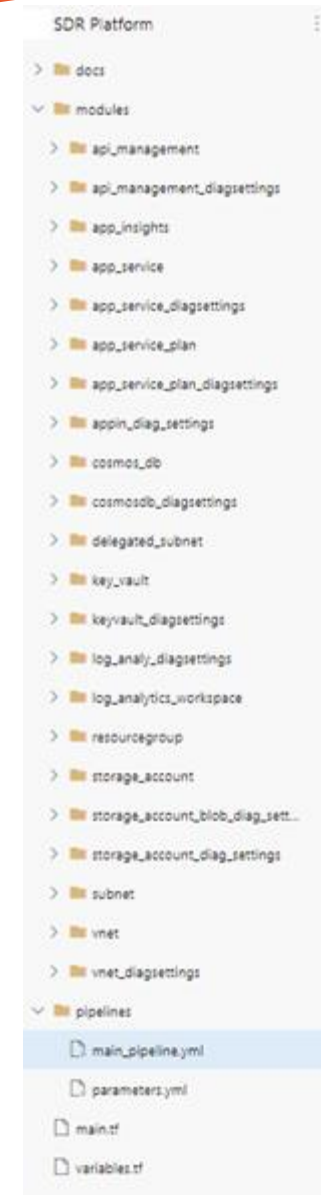 SDR Platform
docs
modules
api_management
api_management_diagsettings
app_insights
app_service
app_service_diagsettings
app_service_plan
app_service_plan_diagsettings
appin_diag_settings
cosmos_db
cosmosdb_diagsettings
delegated_subnet
key_vault
keyvault_diagsettings
log_analy_diagsettings
log_analytics_workspace
resourcegroup
storage_account
storage_account_blob_diag_sett...
storage_account_diag_settings
subnet
vnet
vnet_diagsettings
pipelines
main_pipeline.yml
parameters.yml
main.tf
variables.tf